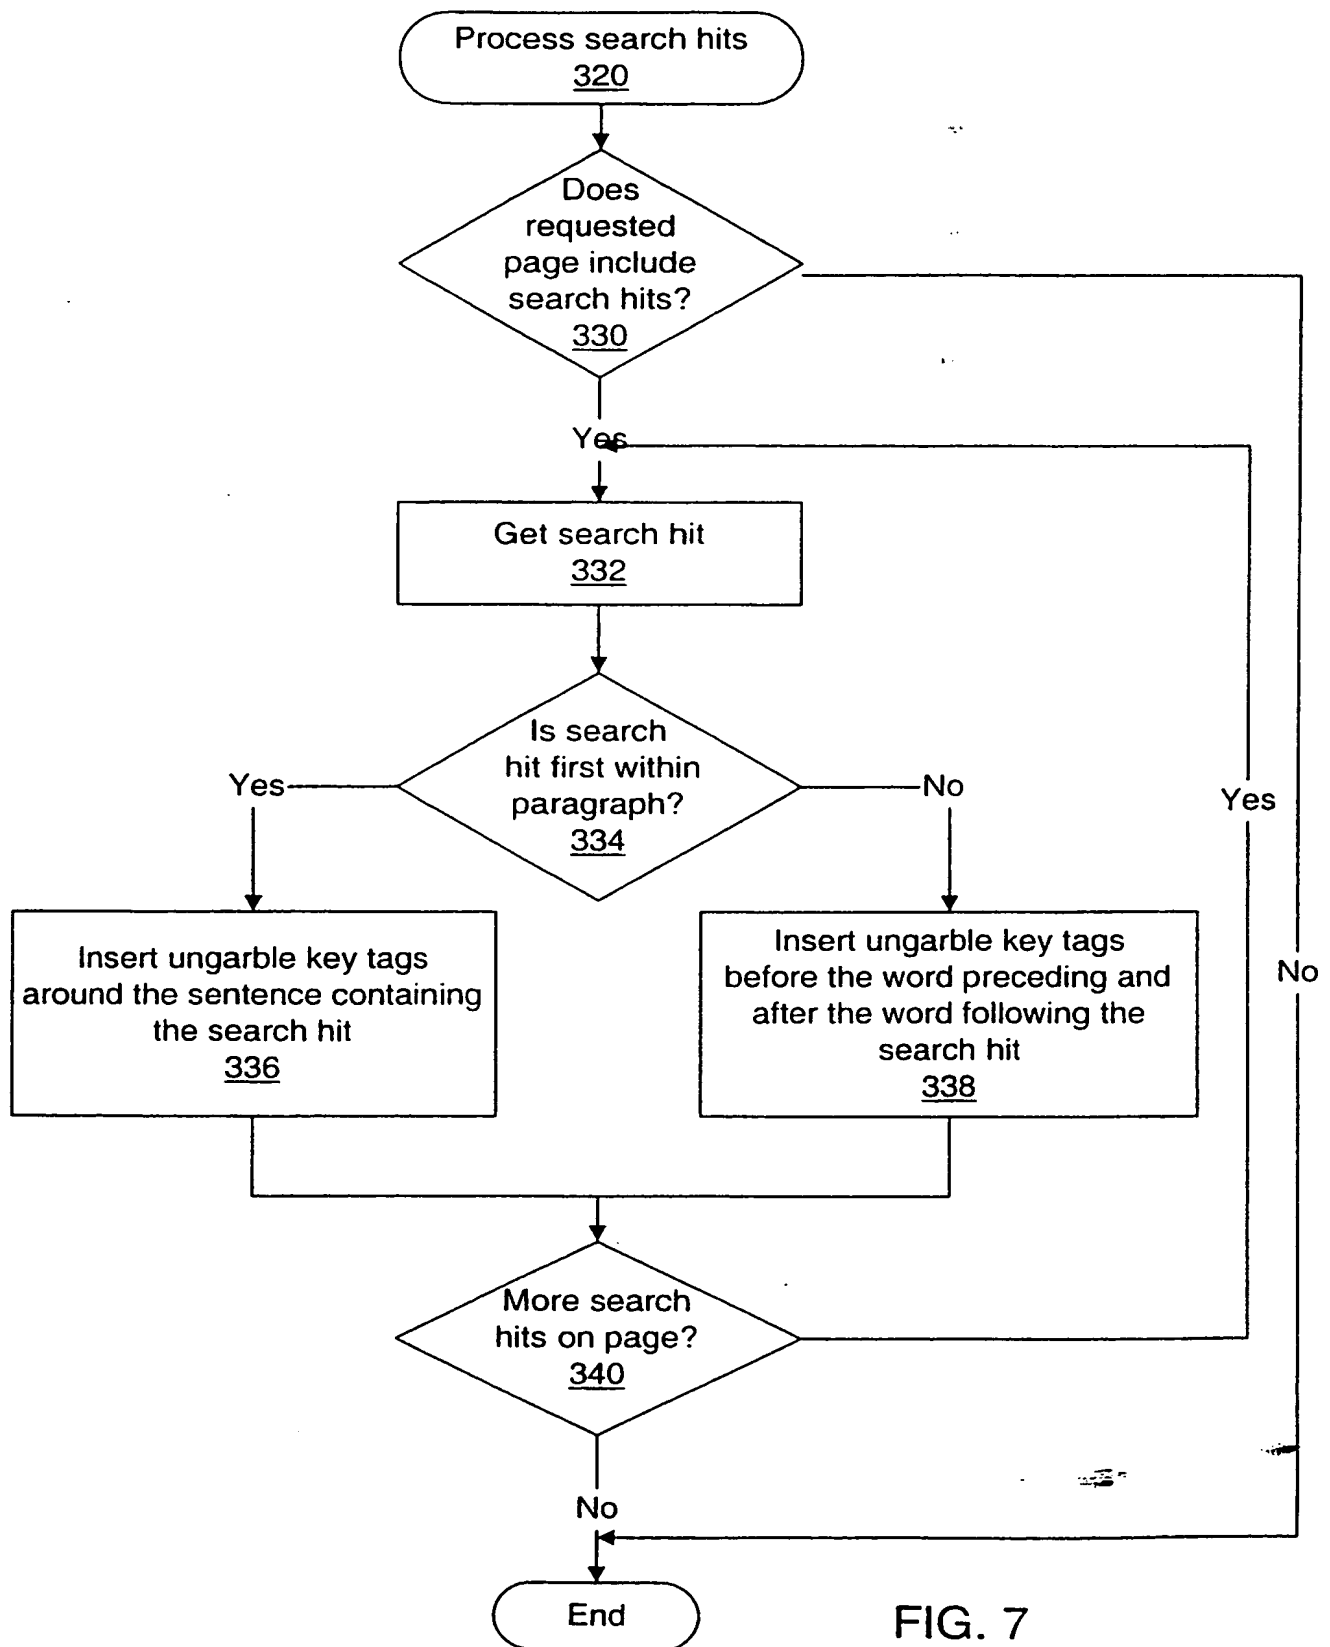 Process search hits
320
Does
requested
page include
search hits?
330
Yes
Get search hit
332
Is search
hit first within
paragraph?
334
Yes
No
Yes
Insert ungarble key tags
around the sentence containing
the search hit
336
Insert ungarble key tags
before the word preceding and
after the word following the
search hit
338
No
More search
hits on page?
340
No
End
FIG. 7